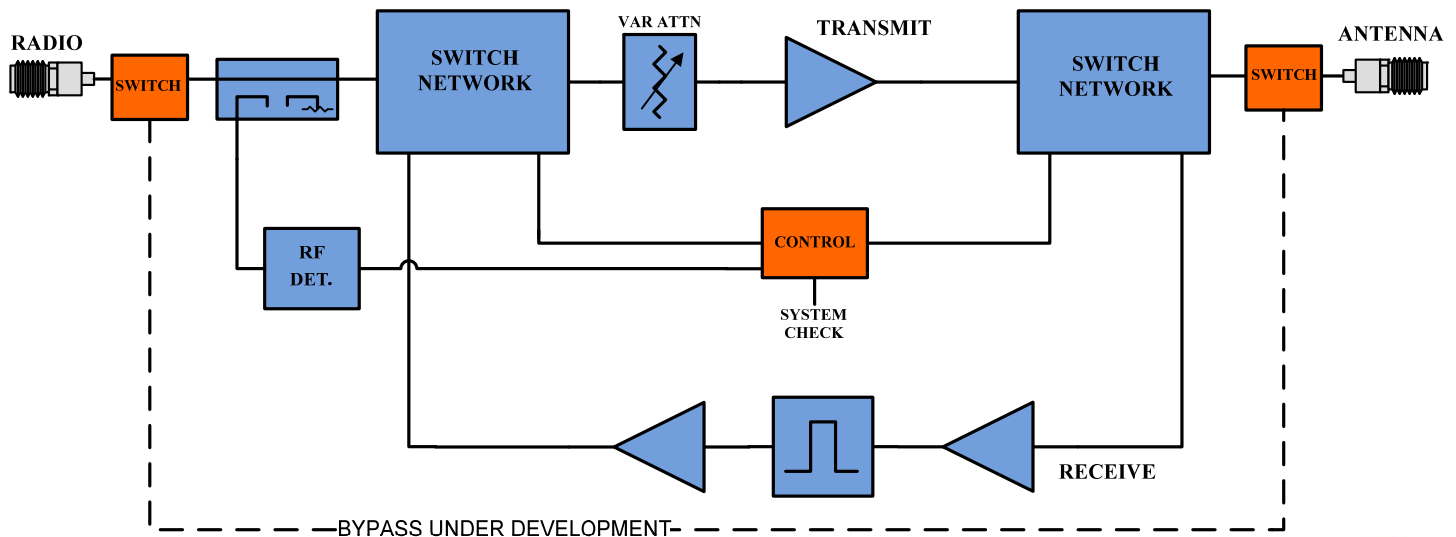 RADIO
SWITCH
SWITCH
NETWORK
VAR ATTN
TRANSMIT
SWITCH
NETWORK
SWITCH
ANTENNA
RF
DET.
CONTROL
SYSTEM
CHECK
RECEIVE
BYPASS UNDER DEVELOPMENT